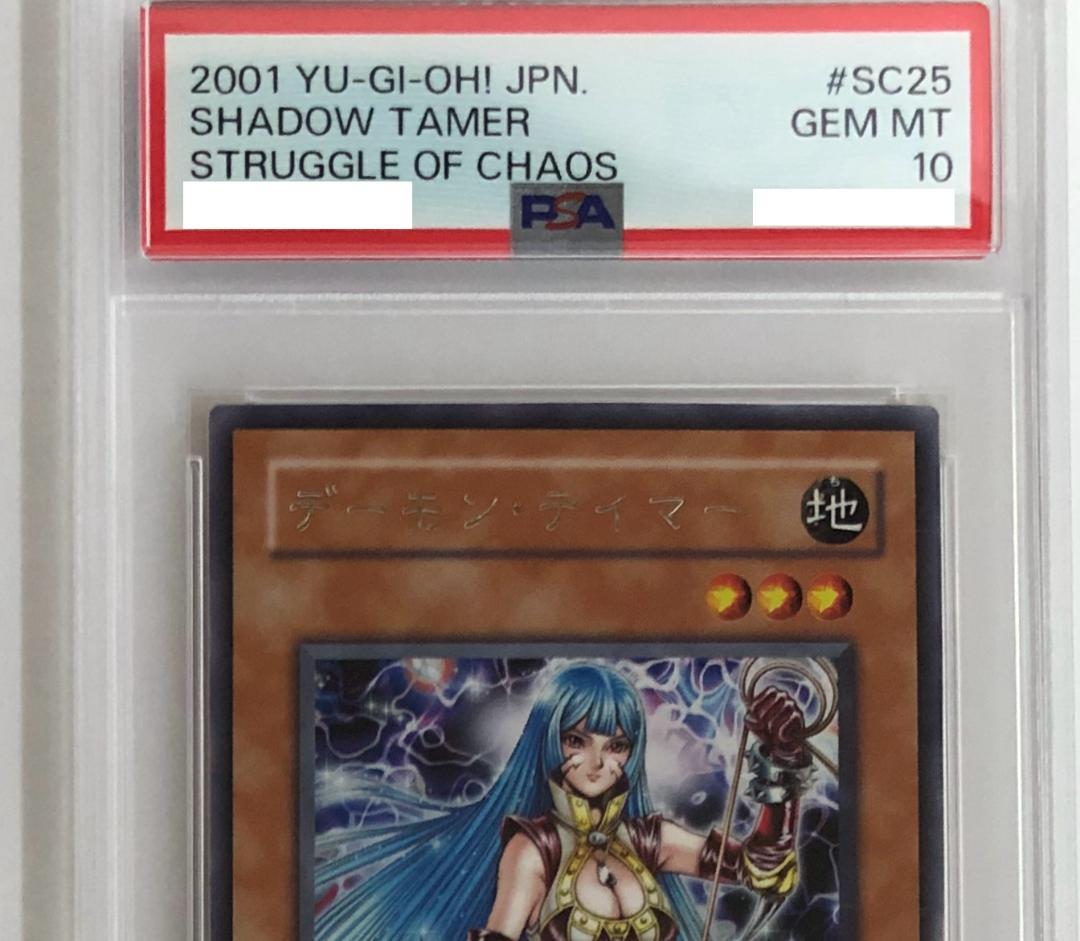 2001 YU-GI-OH! JPN. #SC25
SHADOW TAMER GEM MT
STRUGGLE OF CHAOS 10
PSA
デーモン・テイマー
地